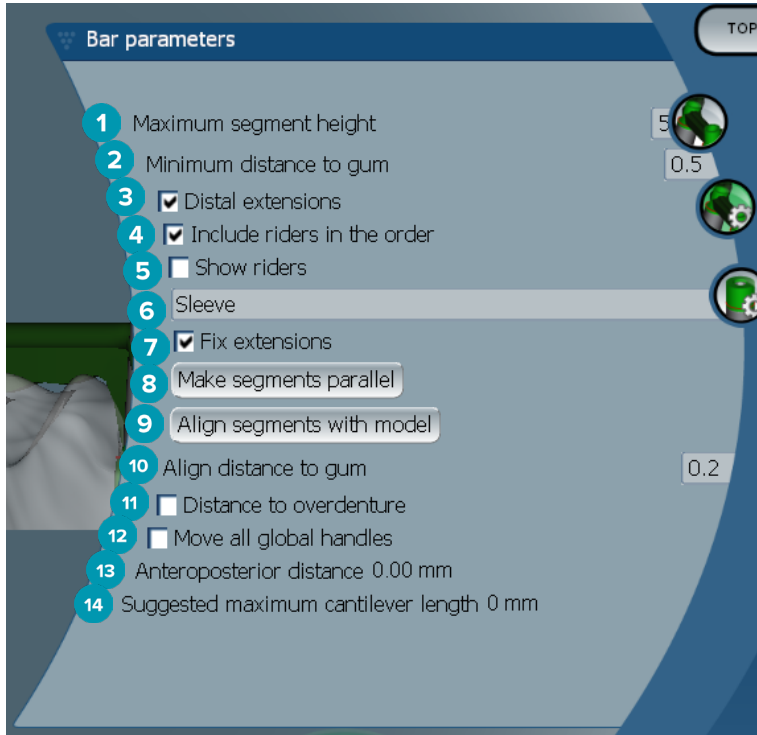 Bar parameters
TOP
1 Maximum segment height 5
2 Minimum distance to gum 0.5
3 Distal extensions
4 Include riders in the order
5 Show riders
6 Sleeve
7 Fix extensions
8 Make segments parallel
9 Align segments with model
10 Align distance to gum 0.2
11 Distance to overdenture
12 Move all global handles
13 Anteroposterior distance 0.00 mm
14 Suggested maximum cantilever length 0 mm